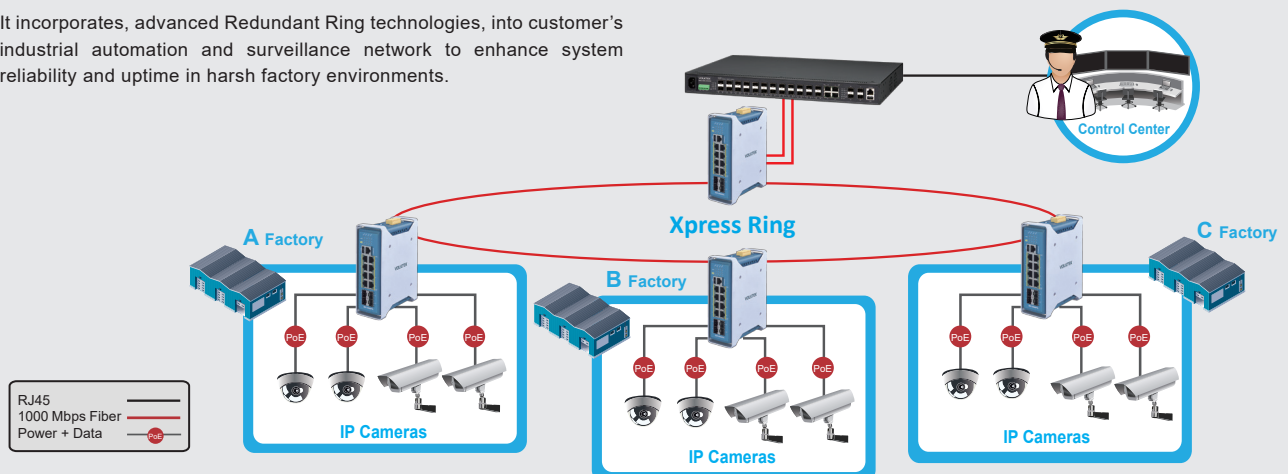 It incorporates, advanced Redundant Ring technologies, into customer's
industrial automation and surveillance network to enhance system
reliability and uptime in harsh factory environments.
Control Center
Xpress Ring
A Factory
B Factory
C Factory
PoE PoE PoE PoE
PoE PoE PoE PoE
PoE PoE PoE PoE
RJ45
1000 Mbps Fiber
Power + Data PoE
IP Cameras
IP Cameras
IP Cameras